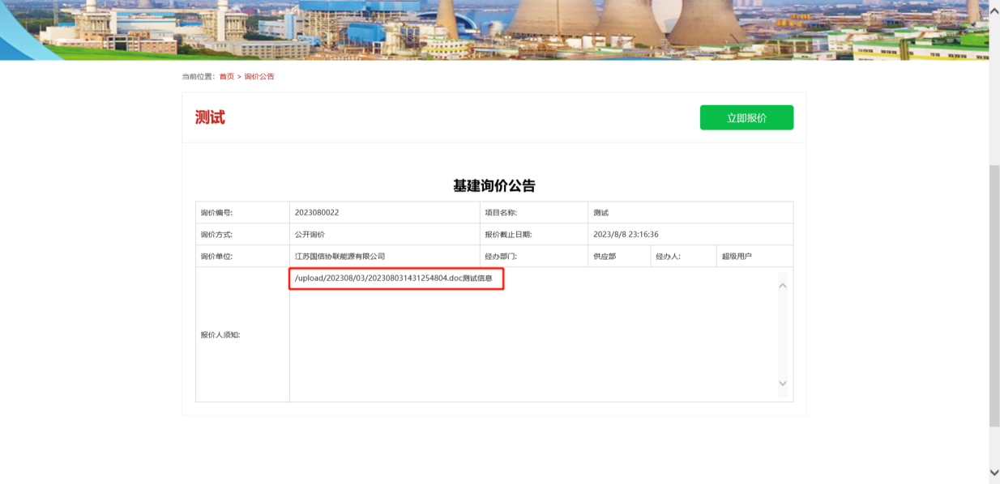 当前位置：首页 > 询价公告
测试
立即报价
基建询价公告
询价编号: 2023080022 项目名称: 测试
询价方式: 公开询价 报价截止日期: 2023/8/8 23:16:36
询价单位: 江苏国信协联能源有限公司 经办部门: 供应部 经办人: 超级用户
/upload/202308/03/202308031431254804.doc测试信息
报价人须知: